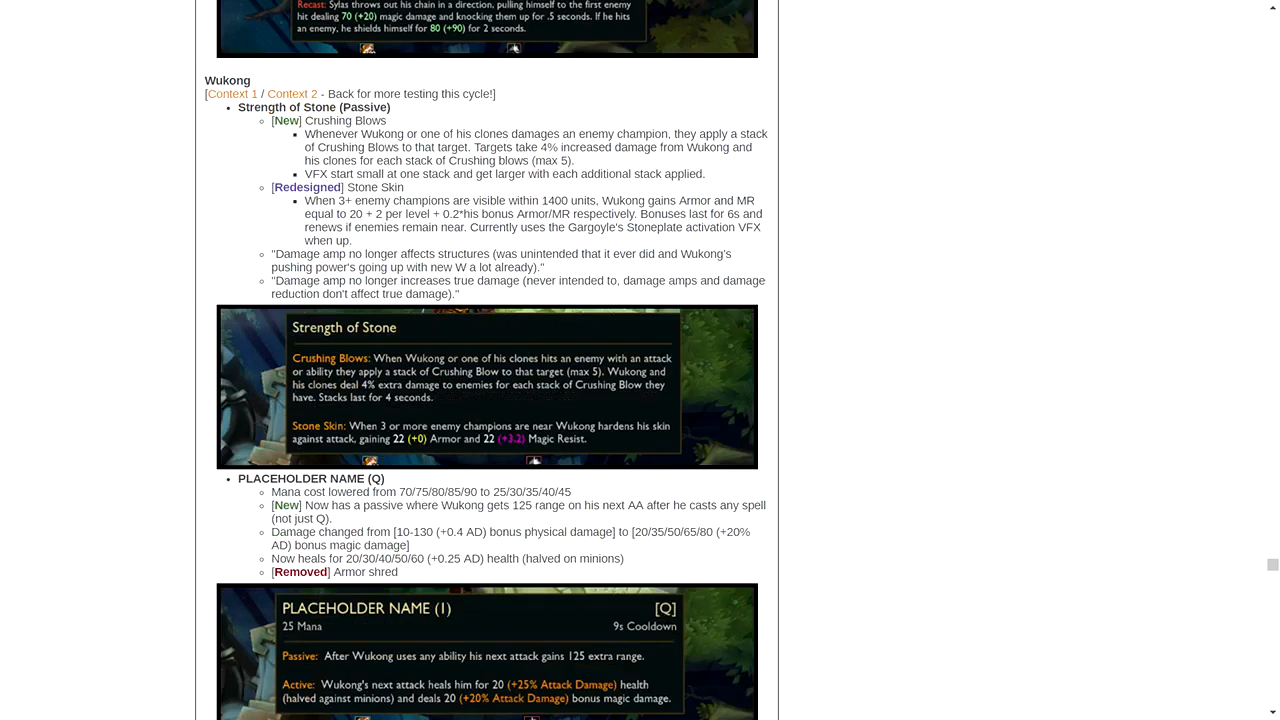 Recast: Sylas throws out his chain in a direction, pulling himself to the first enemy
hit dealing 70 (+20) magic damage and knocking them up for .5 seconds. If he hits
an enemy, he shields himself for 80 (+90) for 2 seconds.
Wukong
[Context 1 / Context 2 - Back for more testing this cycle!]
• Strength of Stone (Passive)
◦ [New] Crushing Blows
▪ Whenever Wukong or one of his clones damages an enemy champion, they apply a stack
of Crushing Blows to that target. Targets take 4% increased damage from Wukong and
his clones for each stack of Crushing blows (max 5).
▪ VFX start small at one stack and get larger with each additional stack applied.
◦ [Redesigned] Stone Skin
▪ When 3+ enemy champions are visible within 1400 units, Wukong gains Armor and MR
equal to 20 + 2 per level + 0.2*his bonus Armor/MR respectively. Bonuses last for 6s and
renews if enemies remain near. Currently uses the Gargoyle's Stoneplate activation VFX
when up.
◦ "Damage amp no longer affects structures (was unintended that it ever did and Wukong's
pushing power's going up with new W a lot already)."
◦ "Damage amp no longer increases true damage (never intended to, damage amps and damage
reduction don't affect true damage)."
Strength of Stone
Crushing Blows: When Wukong or one of his clones hits an enemy with an attack
or ability they apply a stack of Crushing Blow to that target (max 5). Wukong and
his clones deal 4% extra damage to enemies for each stack of Crushing Blow they
have. Stacks last for 4 seconds.
Stone Skin: When 3 or more enemy champions are near Wukong hardens his skin
against attack, gaining 22 (+0) Armor and 22 (+3.2) Magic Resist.
• PLACEHOLDER NAME (Q)
◦ Mana cost lowered from 70/75/80/85/90 to 25/30/35/40/45
◦ [New] Now has a passive where Wukong gets 125 range on his next AA after he casts any spell
(not just Q).
◦ Damage changed from [10-130 (+0.4 AD) bonus physical damage] to [20/35/50/65/80 (+20%
AD) bonus magic damage]
◦ Now heals for 20/30/40/50/60 (+0.25 AD) health (halved on minions)
◦ [Removed] Armor shred
PLACEHOLDER NAME (1) [Q]
25 Mana 9s Cooldown
Passive: After Wukong uses any ability his next attack gains 125 extra range.
Active: Wukong's next attack heals him for 20 (+25% Attack Damage) health
(halved against minions) and deals 20 (+20% Attack Damage) bonus magic damage.